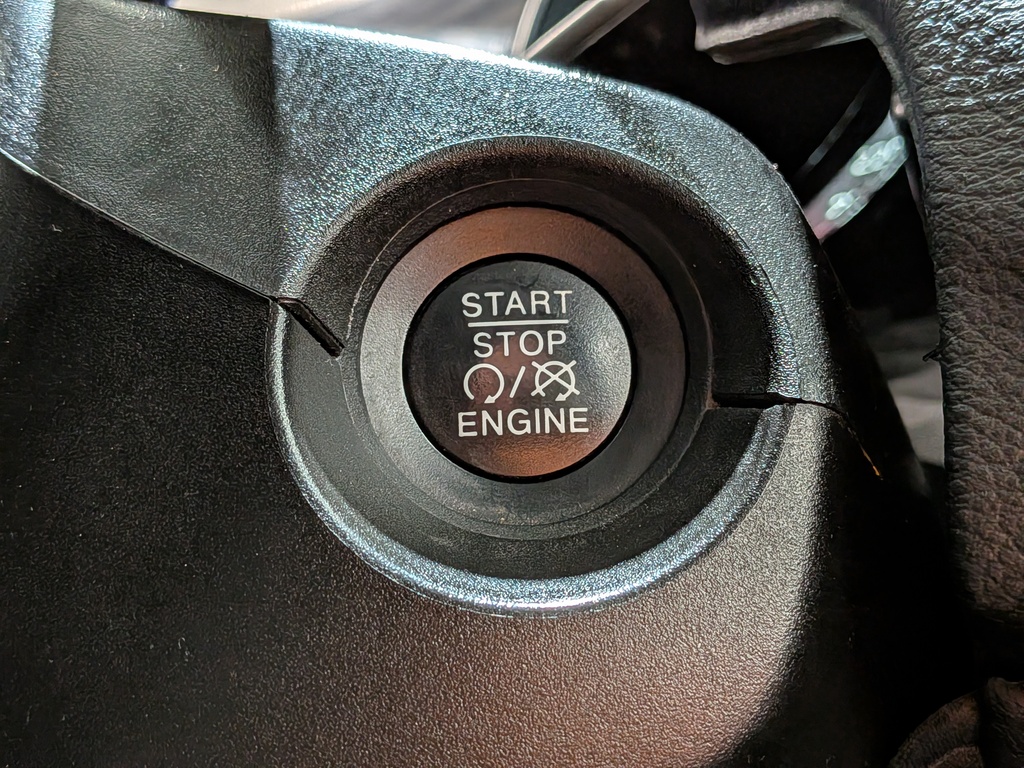 START
STOP
/
ENGINE